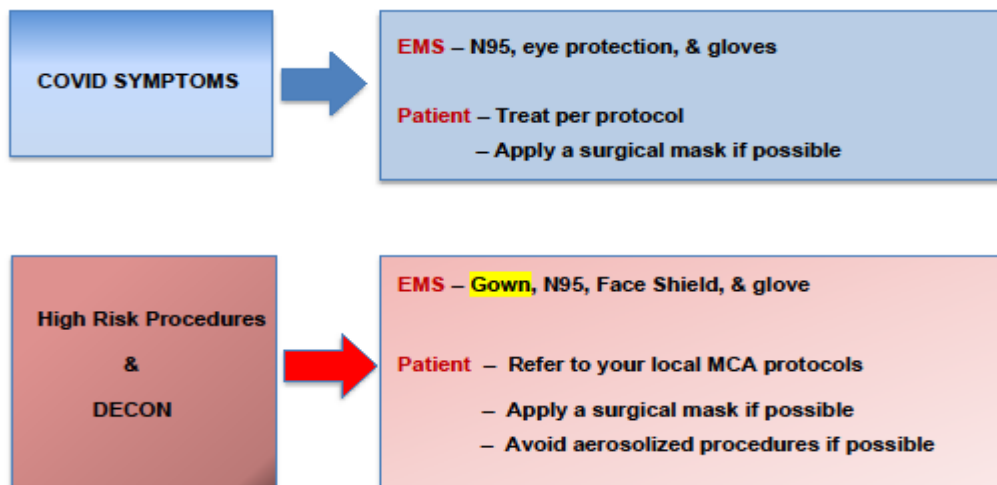 COVID SYMPTOMS
EMS – N95, eye protection, & gloves
Patient – Treat per protocol
– Apply a surgical mask if possible
High Risk Procedures
&
DECON
EMS – Gown, N95, Face Shield, & glove
Patient – Refer to your local MCA protocols
– Apply a surgical mask if possible
– Avoid aerosolized procedures if possible